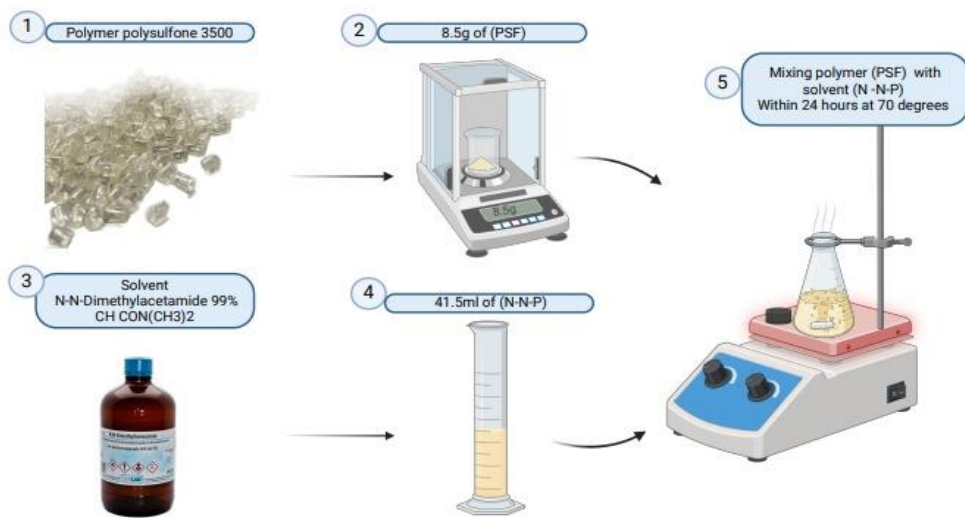 1
Polymer polysulfone 3500
2
8.5g of (PSF)
8.5g
3
Solvent
N-N-Dimethylacetamide 99%
CH CON(CH3)2
4
41.5ml of (N-N-P)
5
Mixing polymer (PSF) with
solvent (N -N-P)
Within 24 hours at 70 degrees